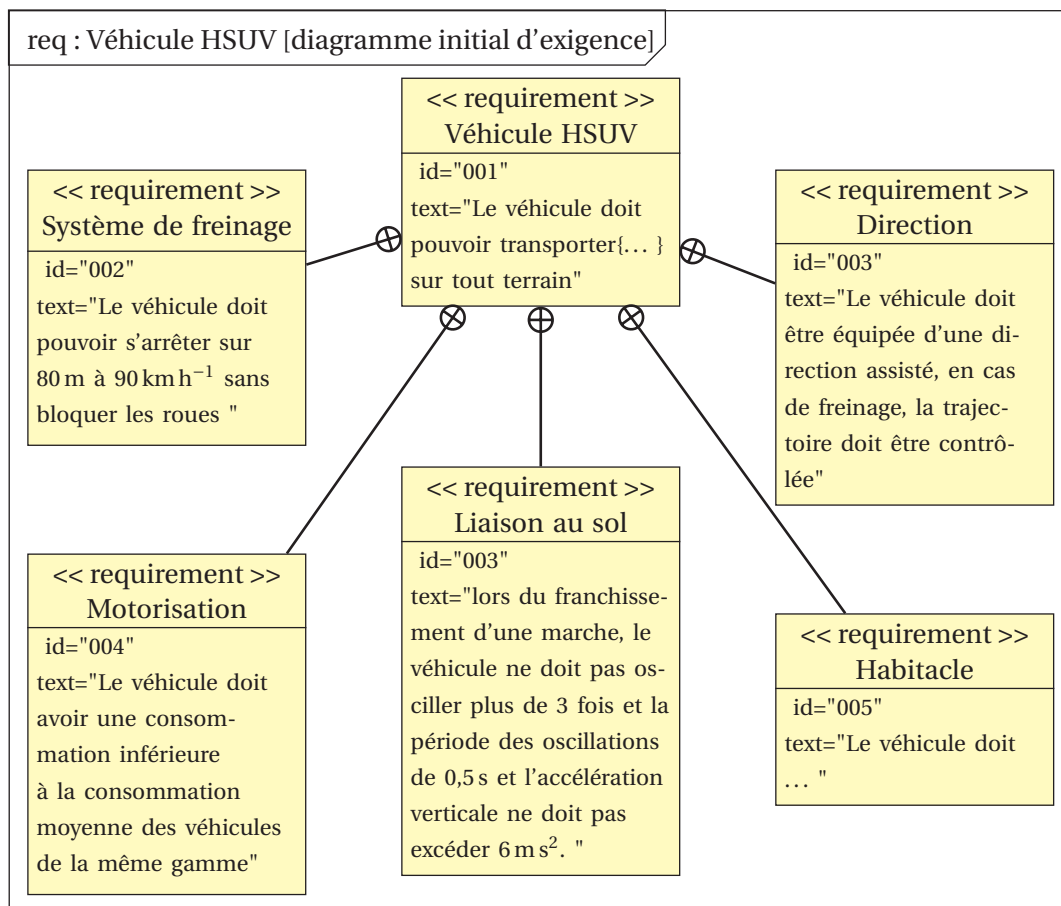 req : Véhicule HSUV [diagramme initial d'exigence]
<< requirement >>
Véhicule HSUV
id="001"
text="Le véhicule doit
pouvoir transporter{... }
sur tout terrain"
<< requirement >>
Système de freinage
id="002"
text="Le véhicule doit
pouvoir s'arrêter sur
80 m à 90 km h⁻¹ sans
bloquer les roues "
<< requirement >>
Direction
id="003"
text="Le véhicule doit
être équipée d'une di-
rection assisté, en cas
de freinage, la trajec-
toire doit être contrô-
lée"
<< requirement >>
Motorisation
id="004"
text="Le véhicule doit
avoir une consom-
mation inférieure
à la consommation
moyenne des véhicules
de la même gamme"
<< requirement >>
Liaison au sol
id="003"
text="lors du franchisse-
ment d'une marche, le
véhicule ne doit pas os-
ciller plus de 3 fois et la
période des oscillations
de 0,5 s et l'accélération
verticale ne doit pas
excéder 6 m s². "
<< requirement >>
Habitacle
id="005"
text="Le véhicule doit
... "